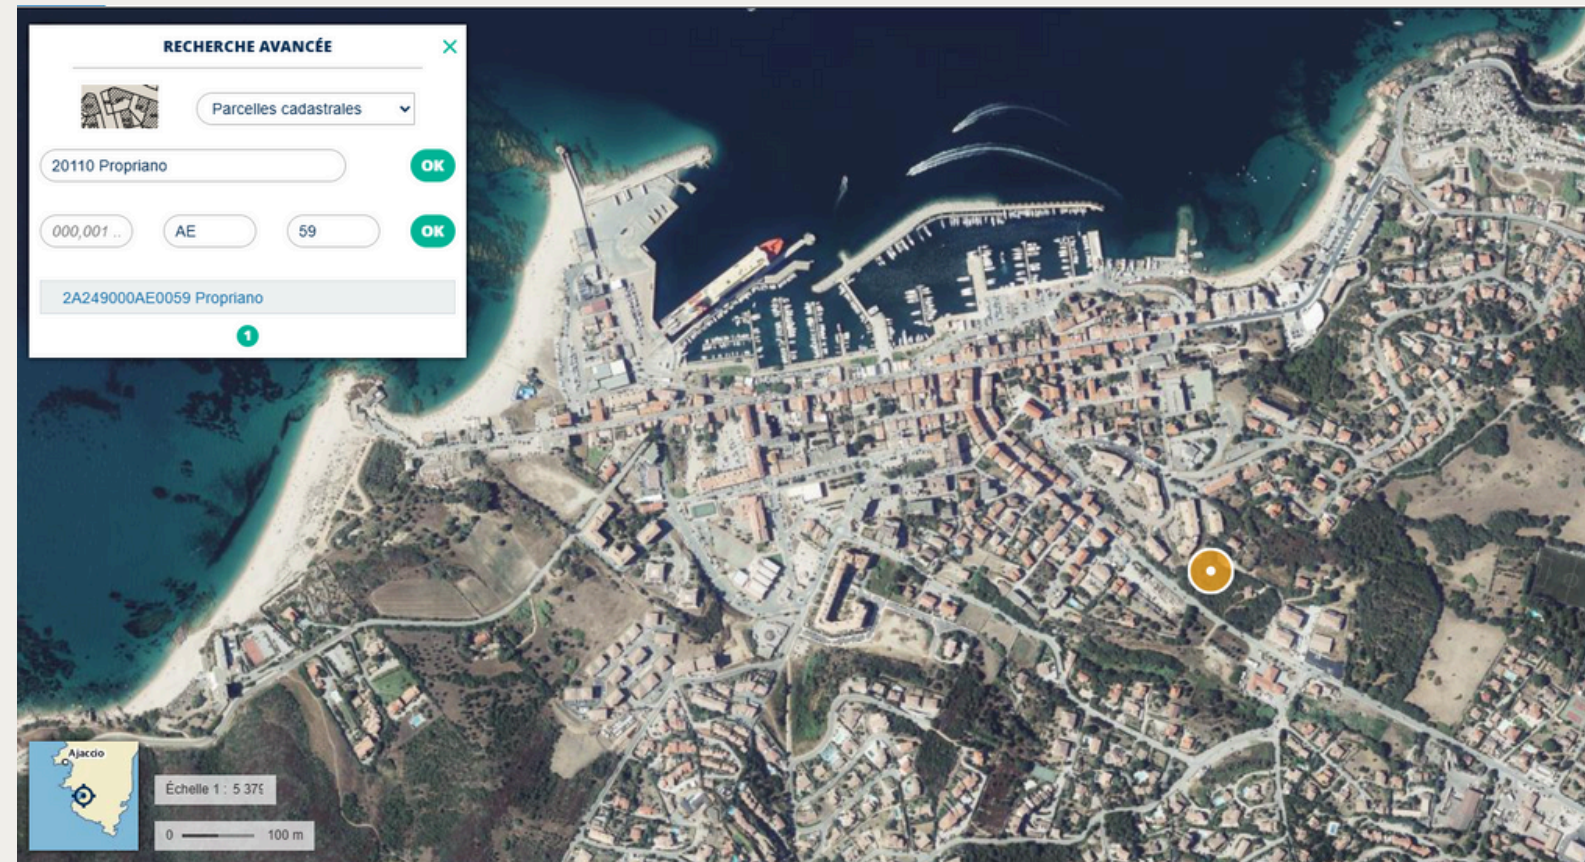 RECHERCHE AVANCÉE
Parcelles cadastrales
20110 Propriano
OK
000,001 ..
AE
59
OK
2A249000AE0059 Propriano
1
Ajaccio
Échelle 1 : 5 379
0
100 m